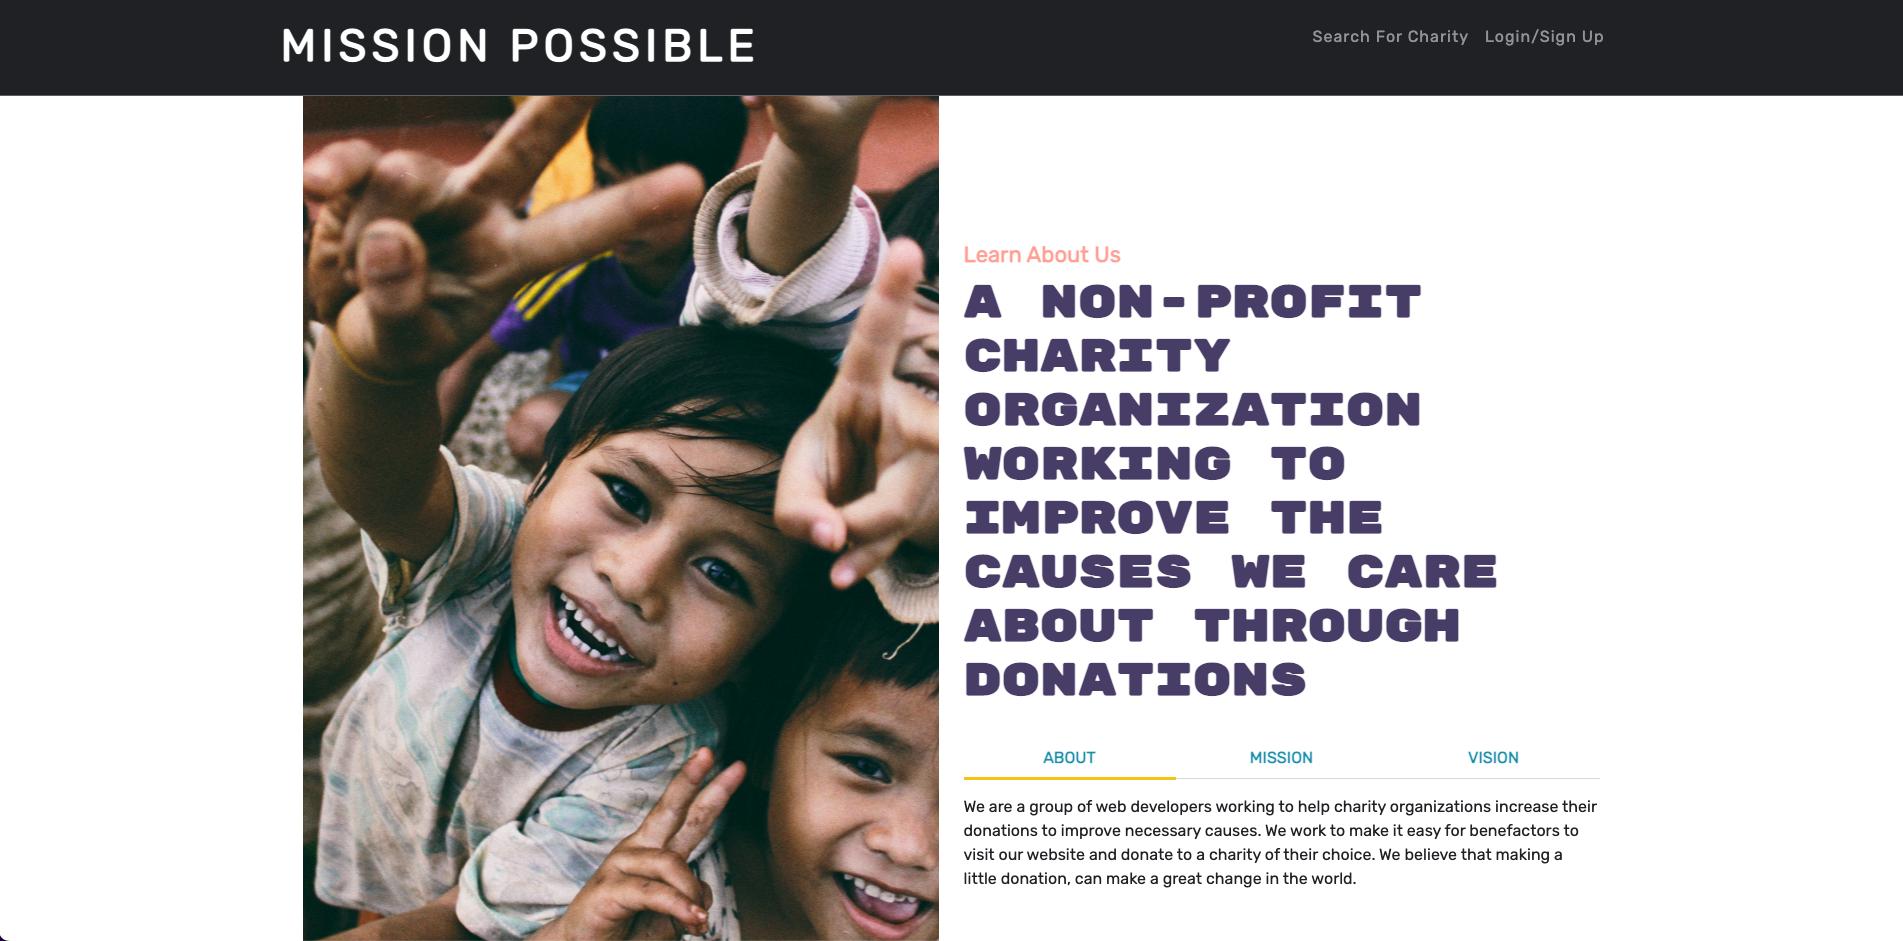 MISSION POSSIBLE
Search For Charity Login/Sign Up
Learn About Us
A NON-PROFIT
CHARITY
ORGANIZATION
WORKING TO
IMPROVE THE
CAUSES WE CARE
ABOUT THROUGH
DONATIONS
ABOUT MISSION VISION
We are a group of web developers working to help charity organizations increase their
donations to improve necessary causes. We work to make it easy for benefactors to
visit our website and donate to a charity of their choice. We believe that making a
little donation, can make a great change in the world.